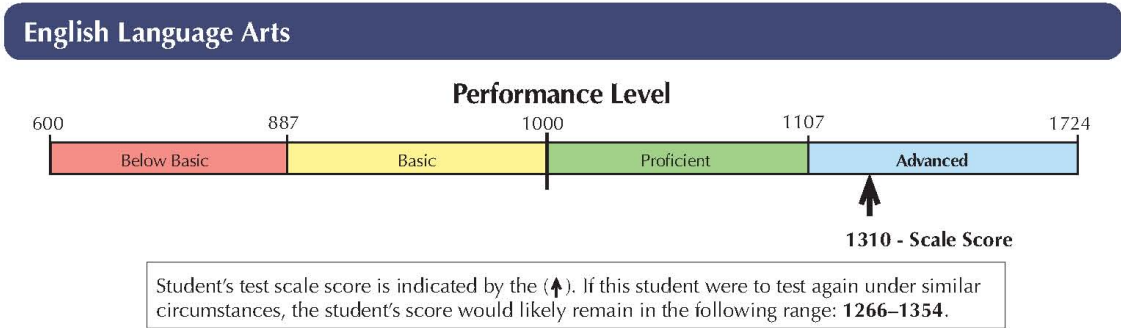 English Language Arts
Performance Level
600 887 1000 1107 1724
Below Basic Basic Proficient Advanced
1310 - Scale Score
Student’s test scale score is indicated by the (↑). If this student were to test again under similar
circumstances, the student’s score would likely remain in the following range: 1266–1354.